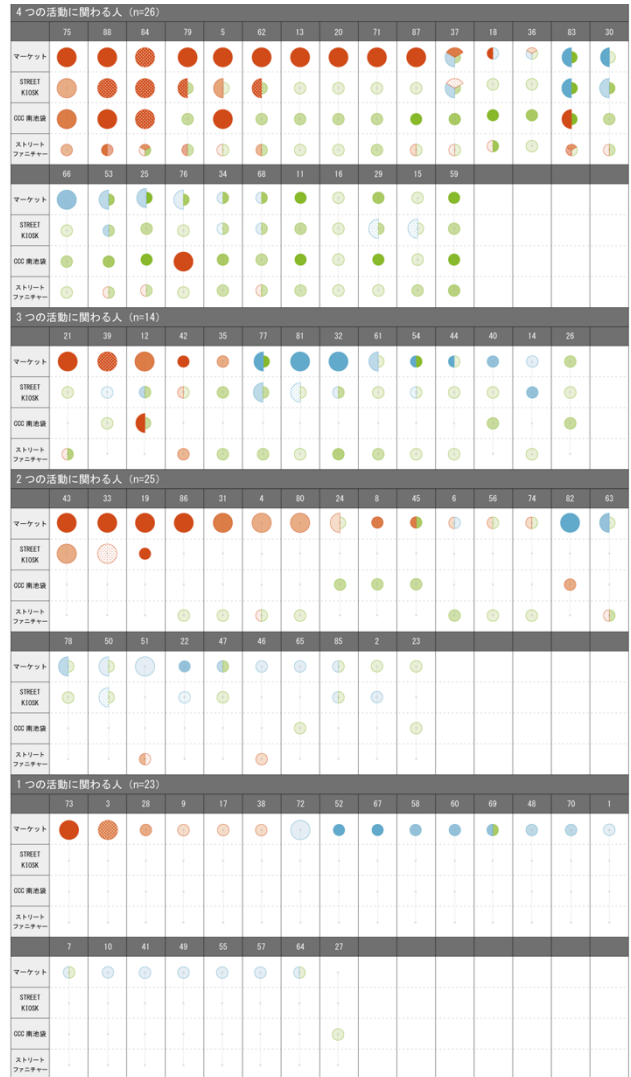 4つの活動に関わる人 (n=26)
75 88 84 79 5 62 13 20 71 87 37 18 36 83 30
マーケット
STREET
KIOSK
CCC 南池袋
ストリート
ファニチャー
66 53 25 76 34 68 11 16 29 15 59
マーケット
STREET
KIOSK
CCC 南池袋
ストリート
ファニチャー
3つの活動に関わる人 (n=14)
21 39 12 42 35 77 81 32 61 54 44 40 14 26
マーケット
STREET
KIOSK
CCC 南池袋
ストリート
ファニチャー
2つの活動に関わる人 (n=25)
43 33 19 86 31 4 80 24 8 45 6 56 74 82 63
マーケット
STREET
KIOSK
CCC 南池袋
ストリート
ファニチャー
78 50 51 22 47 46 65 85 2 23
マーケット
STREET
KIOSK
CCC 南池袋
ストリート
ファニチャー
1つの活動に関わる人 (n=23)
73 3 28 9 17 38 72 52 67 58 60 69 48 70 1
マーケット
STREET
KIOSK
CCC 南池袋
ストリート
ファニチャー
7 10 41 49 55 57 64 27
マーケット
STREET
KIOSK
CCC 南池袋
ストリート
ファニチャー